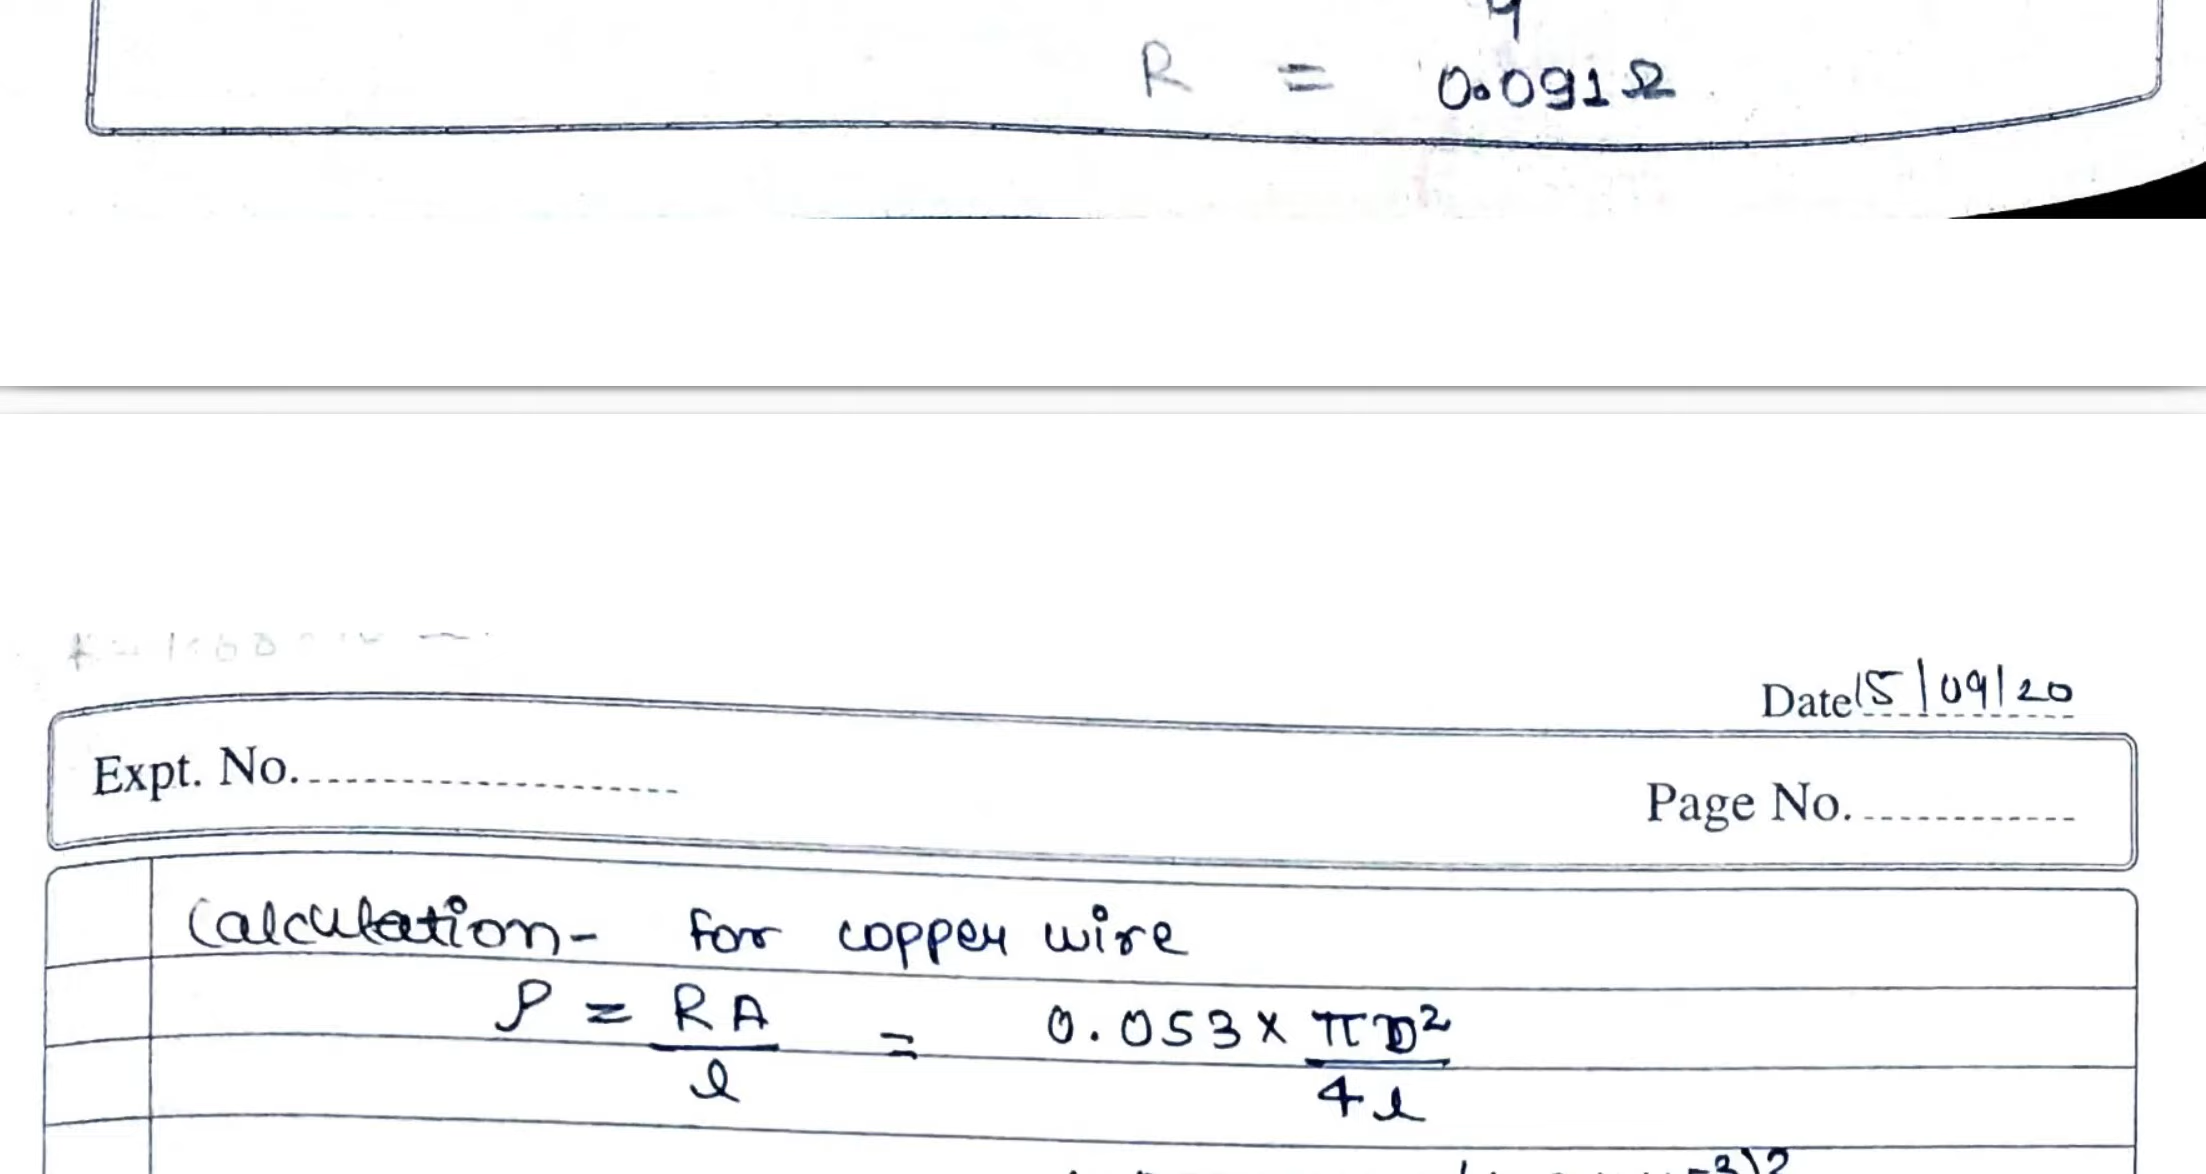 R = 0.091Ω
Date 15/09/20
Expt. No.
Page No.
Calculation- for copper wire
ρ = RA/l = 0.053 × πD²/4l